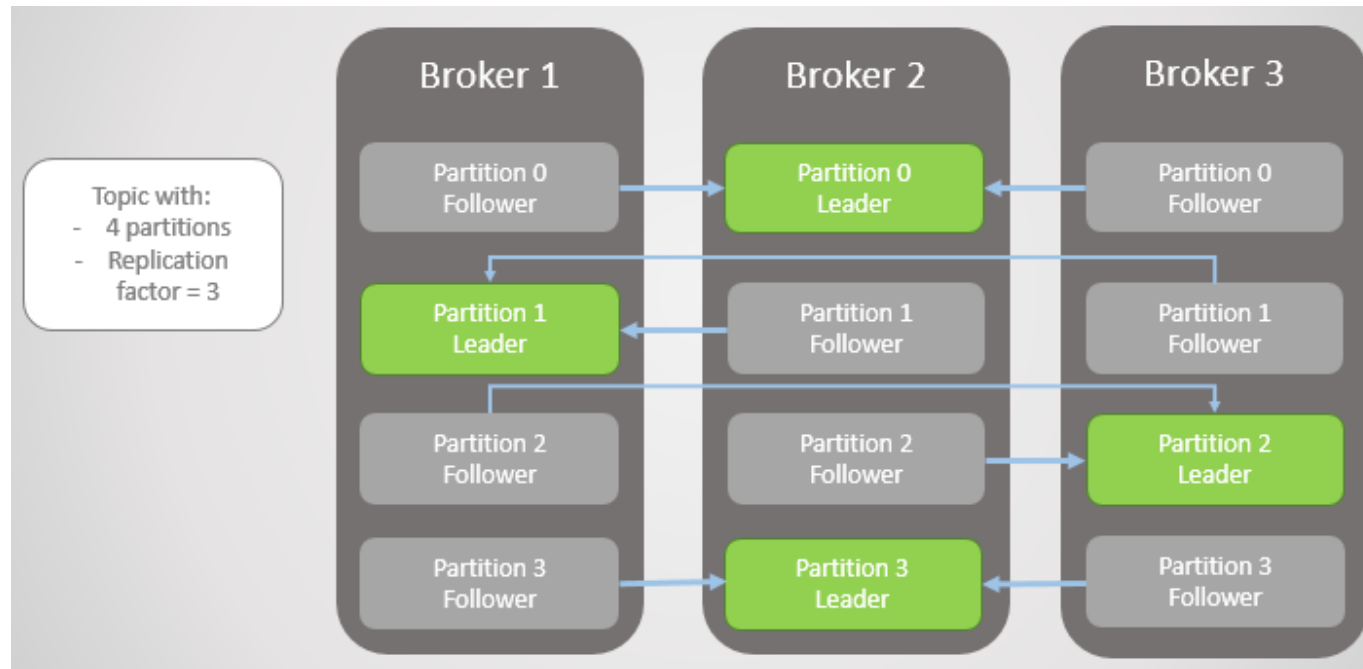 Broker 1
Broker 2
Broker 3
Topic with:
- 4 partitions
- Replication
factor = 3
Partition 0
Follower
Partition 0
Leader
Partition 0
Follower
Partition 1
Leader
Partition 1
Follower
Partition 1
Follower
Partition 2
Follower
Partition 2
Follower
Partition 2
Leader
Partition 3
Follower
Partition 3
Leader
Partition 3
Follower